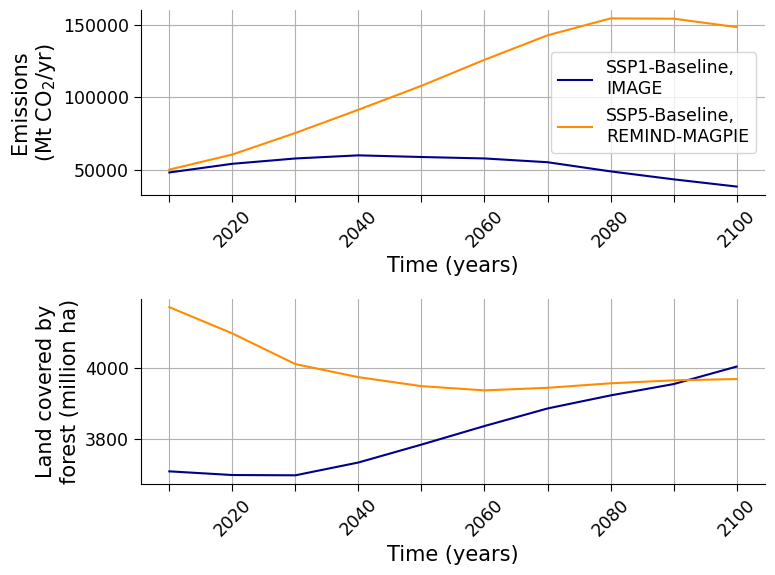 Emissions
(Mt CO₂/yr)
150000
100000
50000
SSP1-Baseline,
IMAGE
SSP5-Baseline,
REMIND-MAGPIE
2020
2040
2060
2080
2100
Time (years)
Land covered by
forest (million ha)
4000
3800
2020
2040
2060
2080
2100
Time (years)